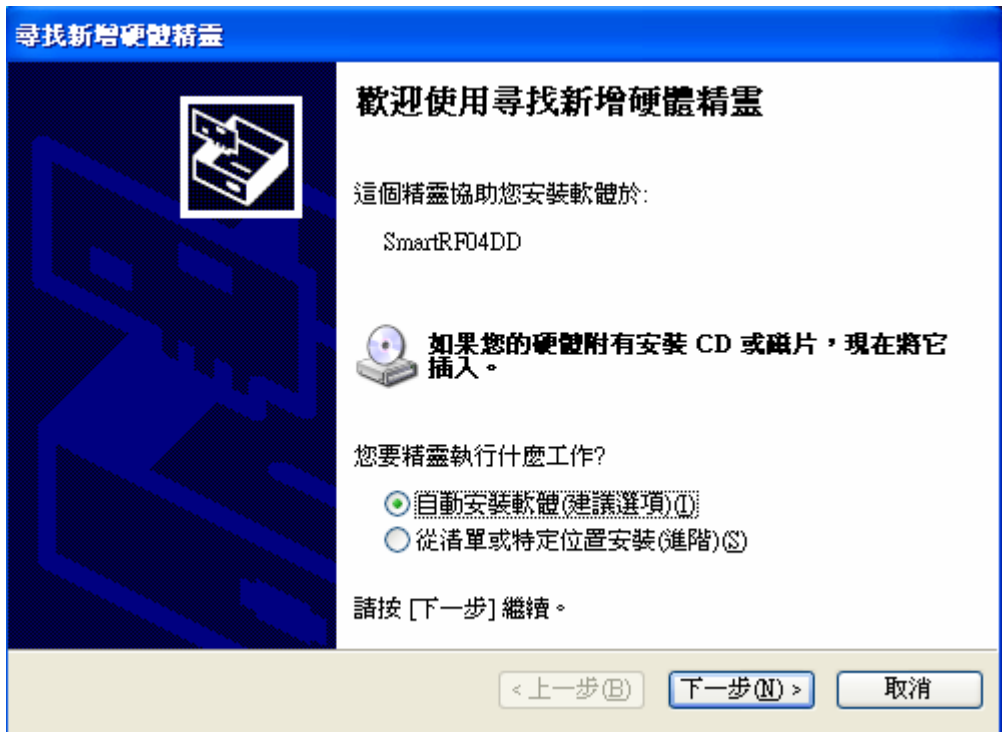 尋找新增硬體精靈
歡迎使用尋找新增硬體精靈
這個精靈協助您安裝軟體於:
SmartRF04DD
如果您的硬體附有安裝 CD 或磁片，現在將它
插入。
您要精靈執行什麼工作?
自動安裝軟體(建議選項)(I)
從清單或特定位置安裝(進階)(S)
請按 [下一步] 繼續。
< 上一步(B)
下一步(N) >
取消